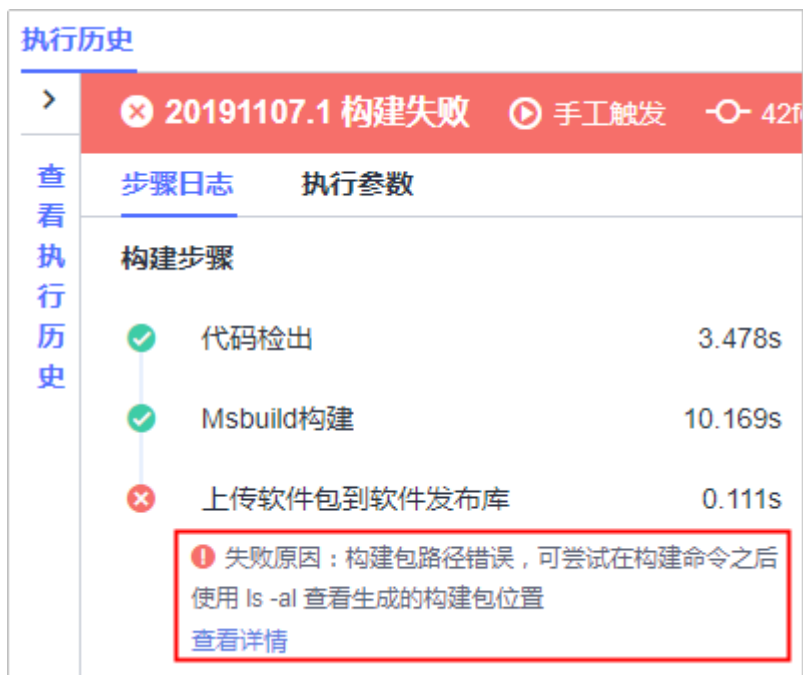 执行历史
20191107.1 构建失败 手工触发 42f
查看执行历史
步骤日志 执行参数
构建步骤
代码检出 3.478s
Msbuild构建 10.169s
上传软件包到软件发布库 0.111s
失败原因：构建包路径错误，可尝试在构建命令之后
使用 ls -al 查看生成的构建包位置
查看详情